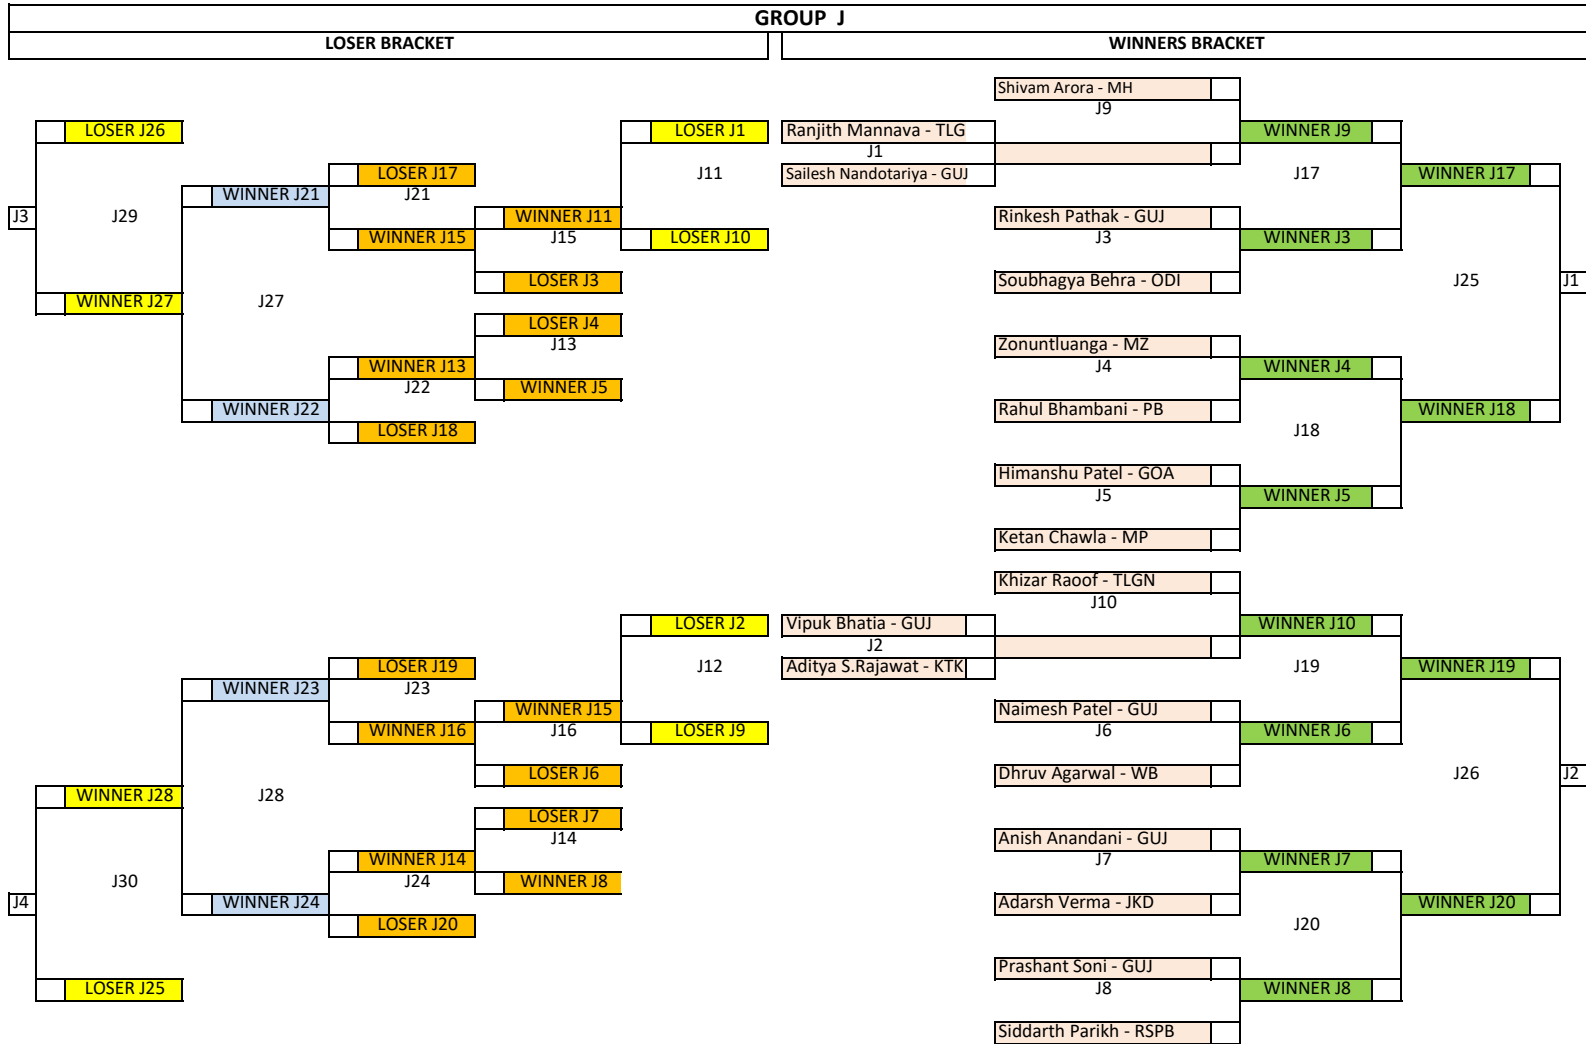 GROUP J
LOSER BRACKET
WINNERS BRACKET
Shivam Arora - MH
J9
LOSER J26
LOSER J1
Ranjith Mannava - TLG
WINNER J9
J1
LOSER J17
J11
Sailesh Nandotariya - GUJ
J17
WINNER J17
WINNER J21
J21
J3
J29
WINNER J11
Rinkesh Pathak - GUJ
WINNER J15
J15
LOSER J10
J3
WINNER J3
LOSER J3
Soubhagya Behra - ODI
J25
J1
WINNER J27
J27
LOSER J4
J13
Zonuntluanga - MZ
WINNER J13
J4
WINNER J4
J22
WINNER J5
WINNER J22
Rahul Bhambani - PB
WINNER J18
LOSER J18
J18
Himanshu Patel - GOA
J5
WINNER J5
Ketan Chawla - MP
Khizar Raoof - TLGN
J10
LOSER J2
Vipuk Bhatia - GUJ
WINNER J10
J2
LOSER J19
J12
Aditya S.Rajawat - KTK
J19
WINNER J19
WINNER J23
J23
WINNER J15
Naimesh Patel - GUJ
WINNER J16
J16
LOSER J9
J6
WINNER J6
LOSER J6
Dhruv Agarwal - WB
J26
J2
WINNER J28
J28
LOSER J7
J14
Anish Anandani - GUJ
WINNER J14
J7
WINNER J7
J30
J24
WINNER J8
J4
WINNER J24
Adarsh Verma - JKD
WINNER J20
LOSER J20
J20
Prashant Soni - GUJ
LOSER J25
J8
WINNER J8
Siddarth Parikh - RSPB